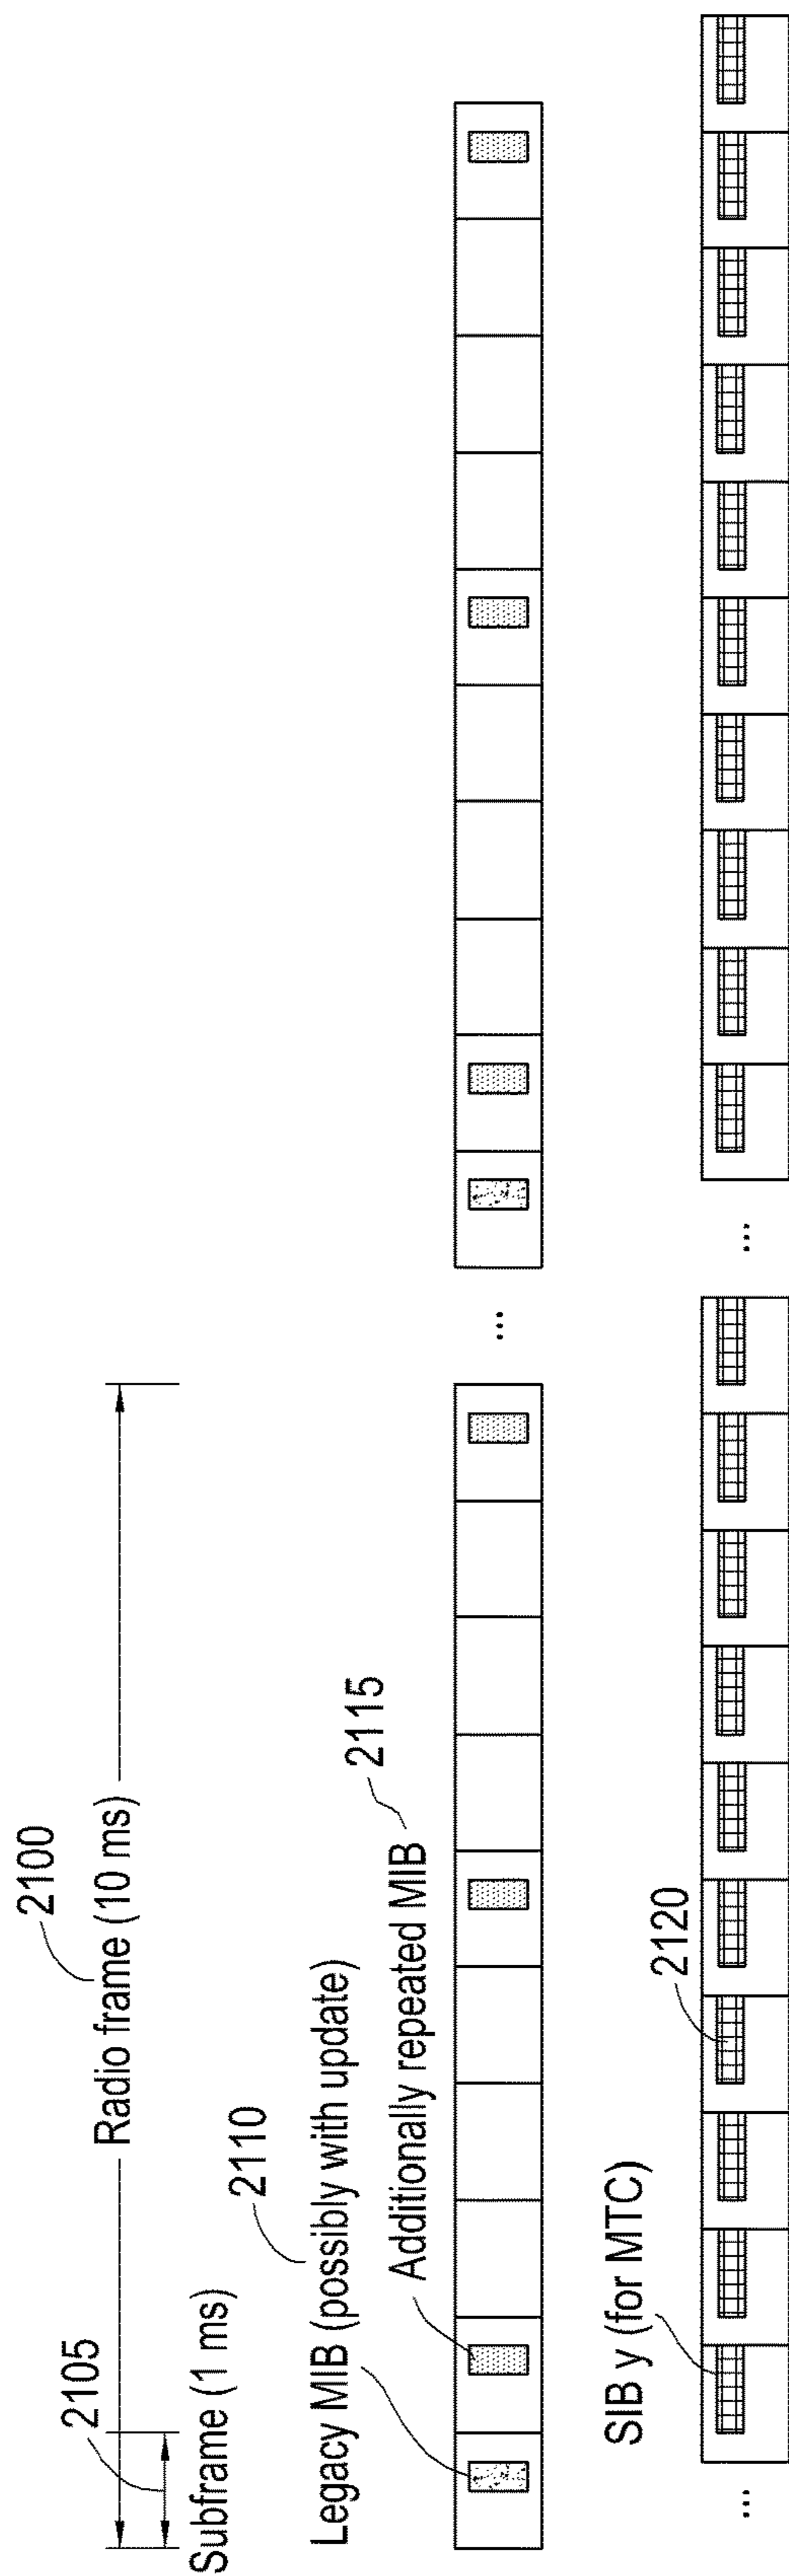 2100
Radio frame (10 ms)
2105
Subframe (1 ms)
2110
Legacy MIB (possibly with update)
2115
Additionally repeated MIB
...
SIB y (for MTC)
2120
...
...